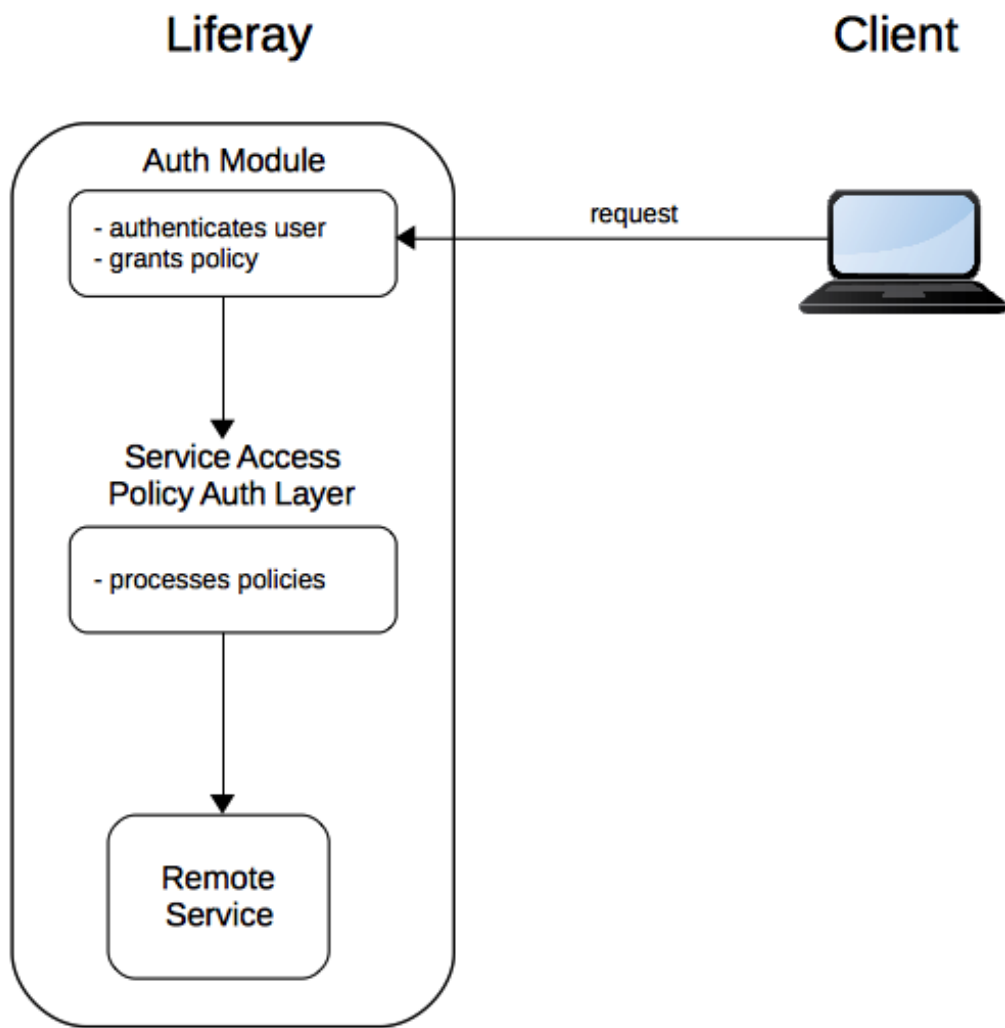 Liferay
Client
Auth Module
- authenticates user
- grants policy
request
Service Access
Policy Auth Layer
- processes policies
Remote
Service